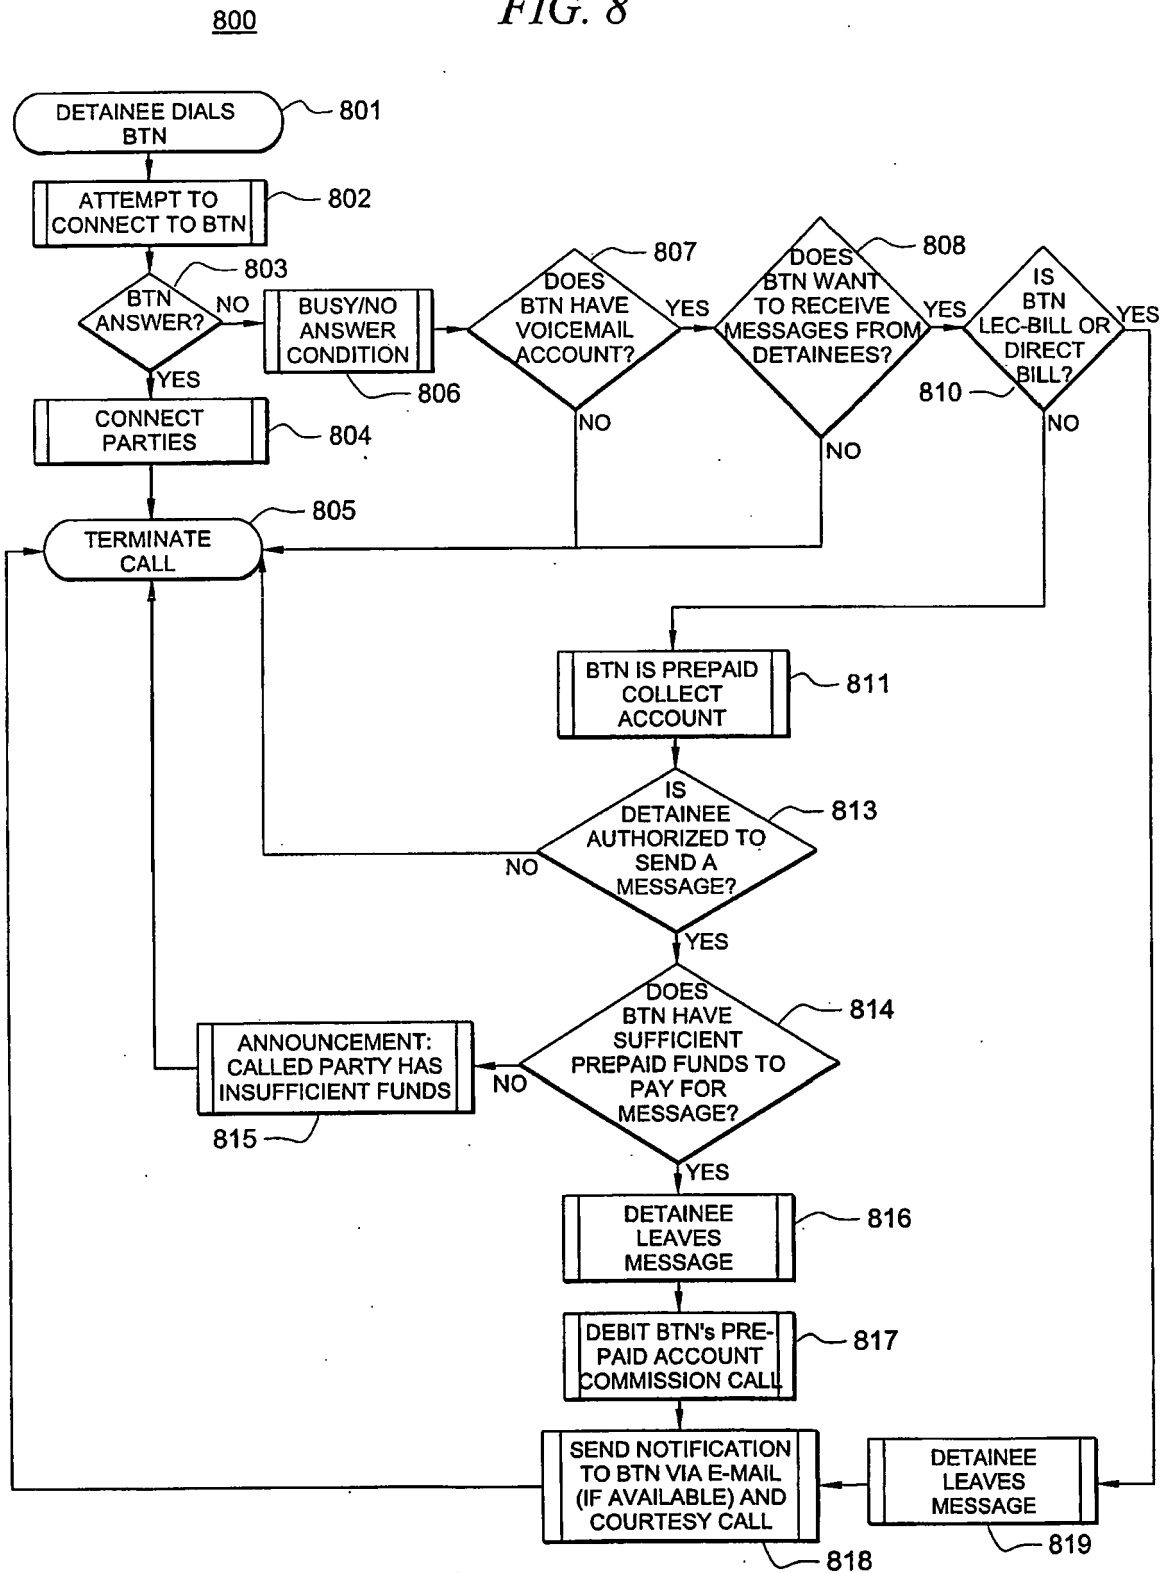 FIG. 8
800
DETAINEE DIALS
BTN
801
ATTEMPT TO
CONNECT TO BTN
802
BTN
ANSWER?
803
NO
YES
CONNECT
PARTIES
804
TERMINATE
CALL
805
BUSY/NO
ANSWER
CONDITION
806
DOES
BTN HAVE
VOICEMAIL
ACCOUNT?
807
YES
NO
DOES
BTN WANT
TO RECEIVE
MESSAGES FROM
DETAINEES?
808
YES
NO
IS
BTN
LEC-BILL OR
DIRECT
BILL?
810
YES
NO
BTN IS PREPAID
COLLECT
ACCOUNT
811
IS
DETAINEE
AUTHORIZED TO
SEND A
MESSAGE?
813
NO
YES
DOES
BTN HAVE
SUFFICIENT
PREPAID FUNDS TO
PAY FOR
MESSAGE?
814
NO
YES
ANNOUNCEMENT:
CALLED PARTY HAS
INSUFFICIENT FUNDS
815
DETAINEE
LEAVES
MESSAGE
816
DEBIT BTN's PRE-
PAID ACCOUNT
COMMISSION CALL
817
SEND NOTIFICATION
TO BTN VIA E-MAIL
(IF AVAILABLE) AND
COURTESY CALL
818
DETAINEE
LEAVES
MESSAGE
819